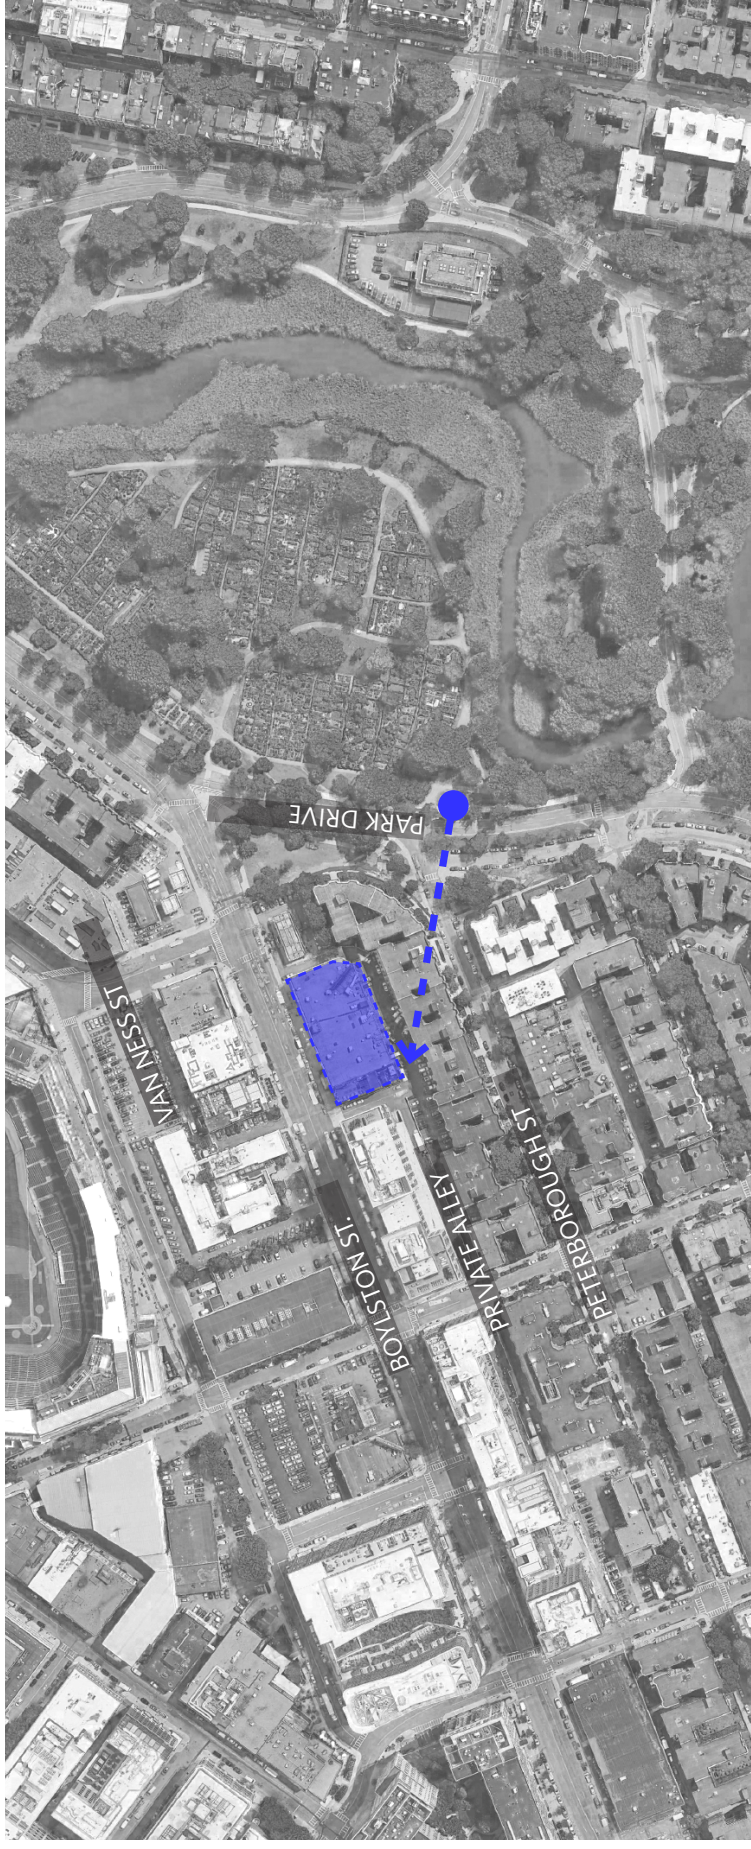 PARK DRIVE
VAN NESS ST
BOYLSTON ST.
PRIVATE ALLEY
PETERBOROUGH ST